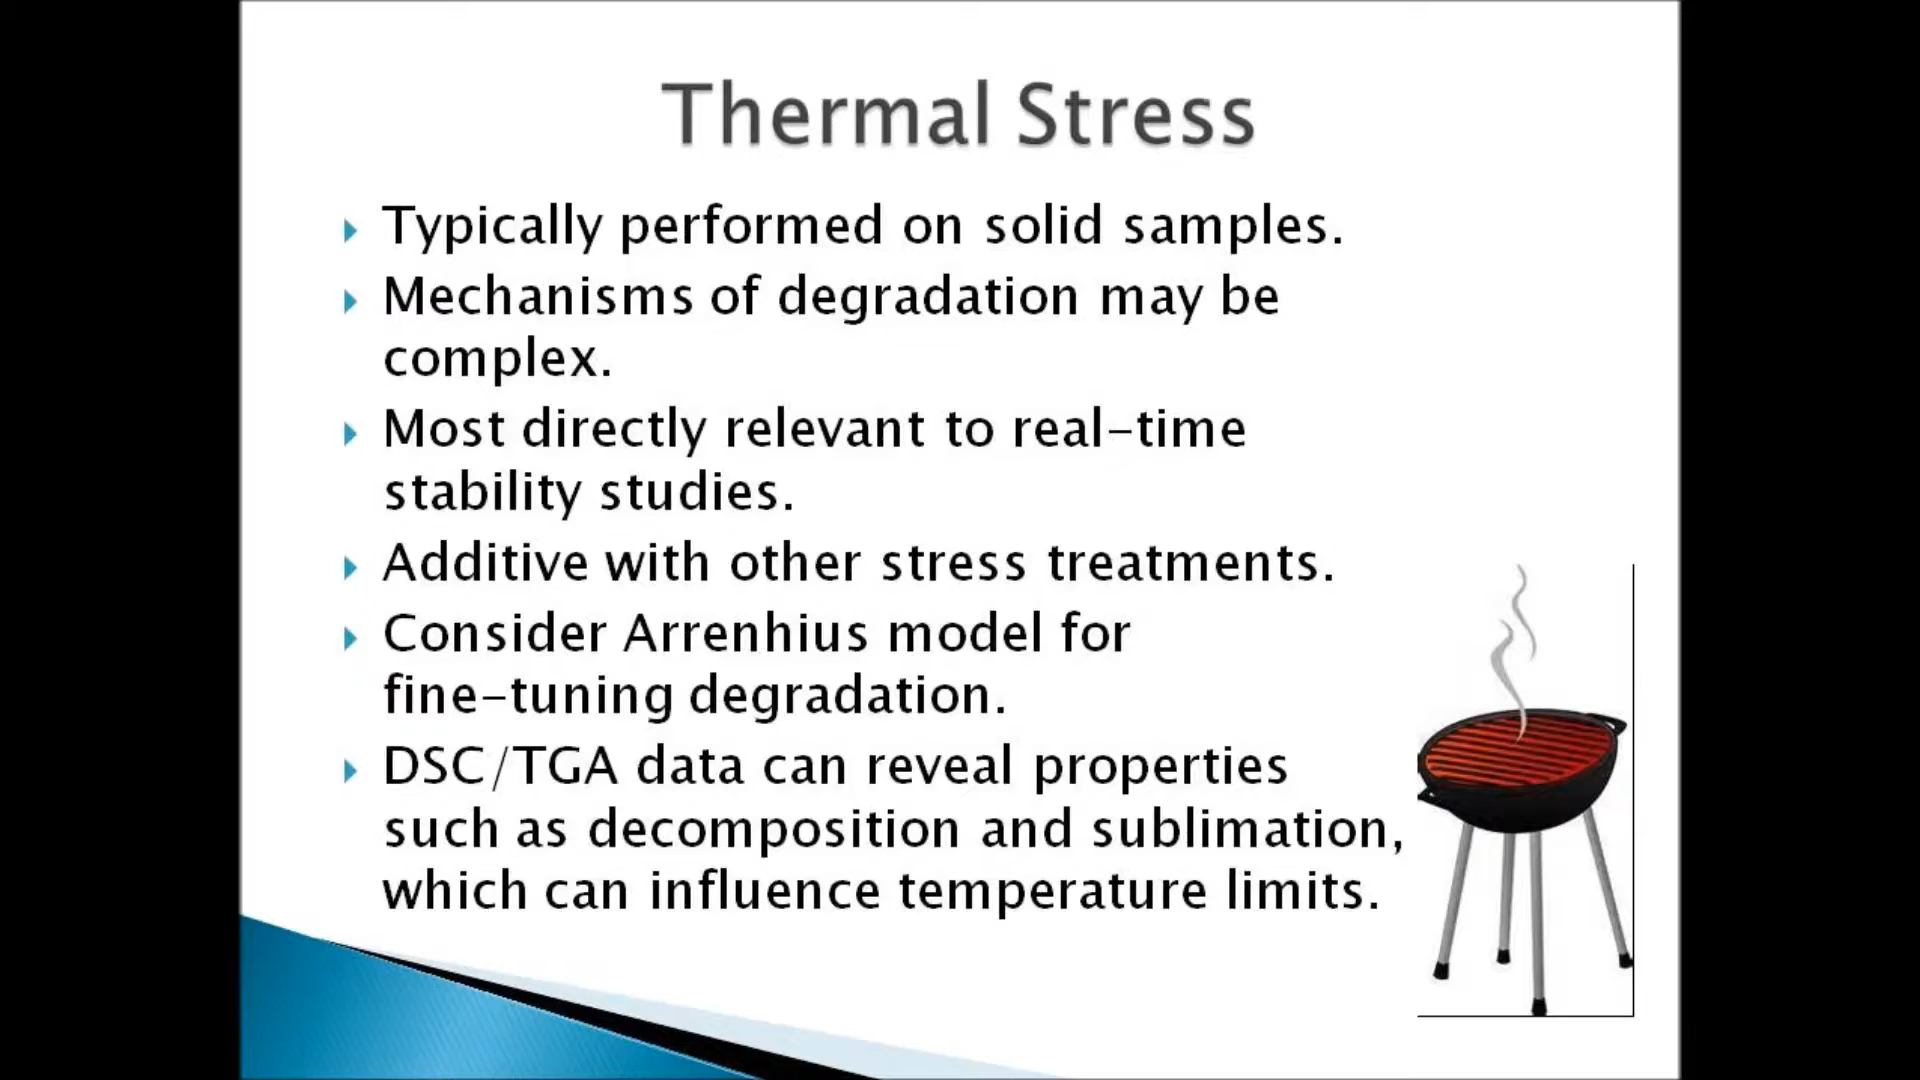 Thermal Stress
Typically performed on solid samples.
Mechanisms of degradation may be
complex.
Most directly relevant to real-time
stability studies.
Additive with other stress treatments.
Consider Arrenhius model for
fine-tuning degradation.
DSC/TGA data can reveal properties
such as decomposition and sublimation,
which can influence temperature limits.